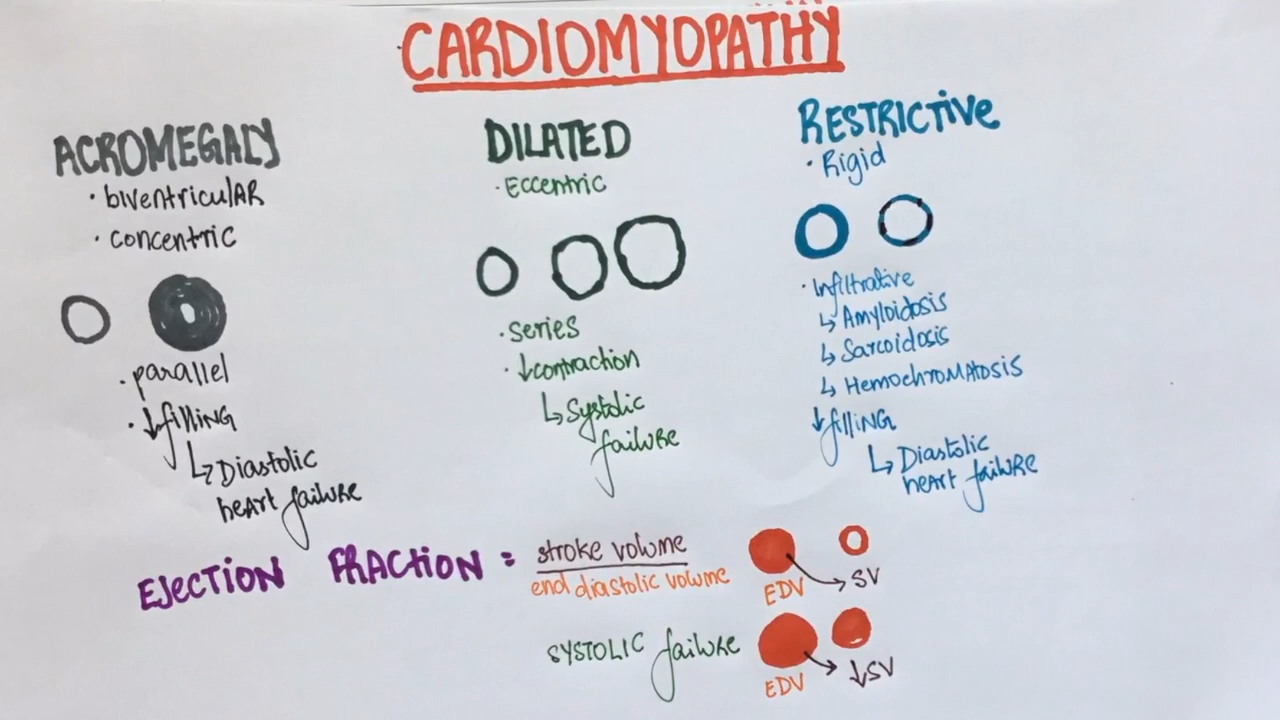 CARDIOMYOPATHY
ACROMEGALY
• biventriculAR
• concentric
• parallel
• ↓filliNG
↳ Diastolic
heArt failuRE
DILATED
• Eccentric
• series
• ↓contraction
↳ Systolic
failuRE
RESTRICTIVE
• Rigid
• Infiltrative
↳ Amyloidosis
↳ Sarcoidosis
↳ HemochroMAtosis
↓filliNG
↳ Diastolic
heart failuRE
EJECTION FRACTION =
stroke volume
end diastolic volume
EDV → SV
SYSTOLIC failuRE
EDV → ↓SV